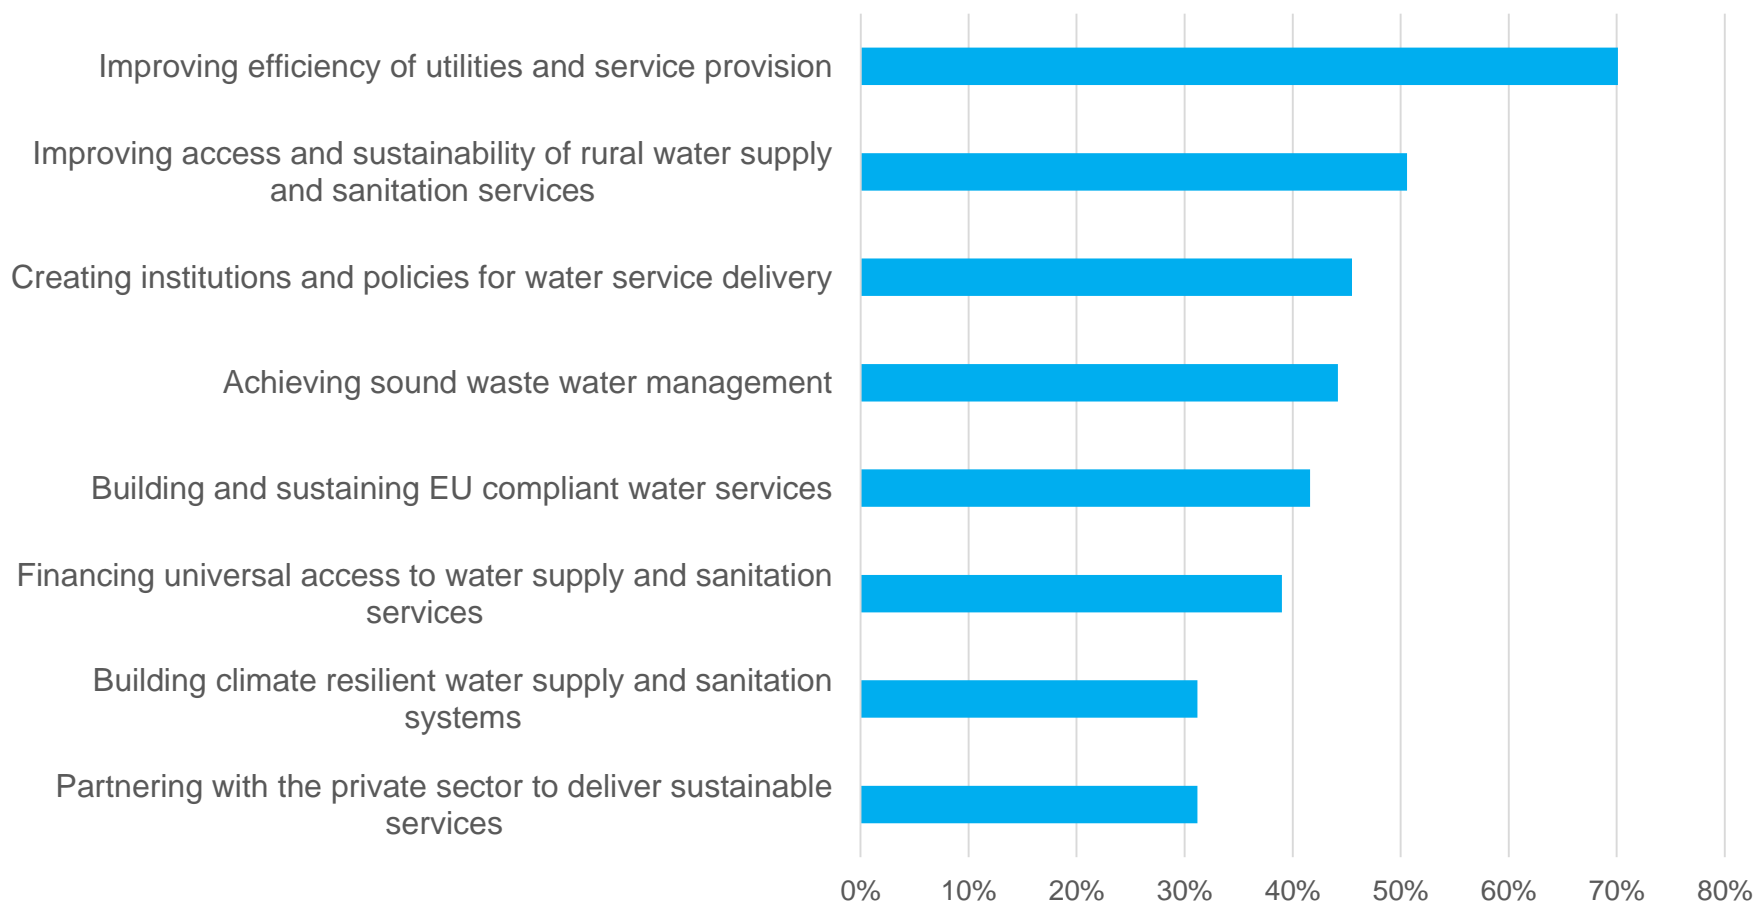 Improving efficiency of utilities and service provision
Improving access and sustainability of rural water supply
and sanitation services
Creating institutions and policies for water service delivery
Achieving sound waste water management
Building and sustaining EU compliant water services
Financing universal access to water supply and sanitation
services
Building climate resilient water supply and sanitation
systems
Partnering with the private sector to deliver sustainable
services
0% 10% 20% 30% 40% 50% 60% 70% 80%